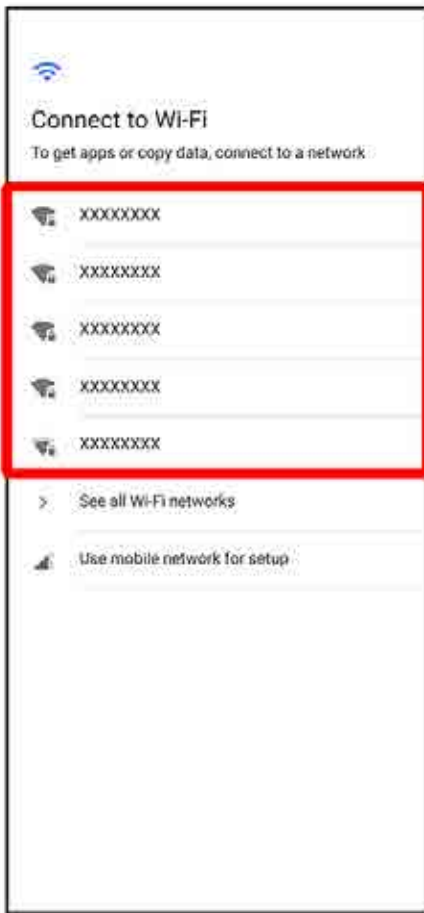 Connect to Wi-Fi
To get apps or copy data, connect to a network
XXXXXXXX
XXXXXXXX
XXXXXXXX
XXXXXXXX
XXXXXXXX
See all Wi-Fi networks
Use mobile network for setup